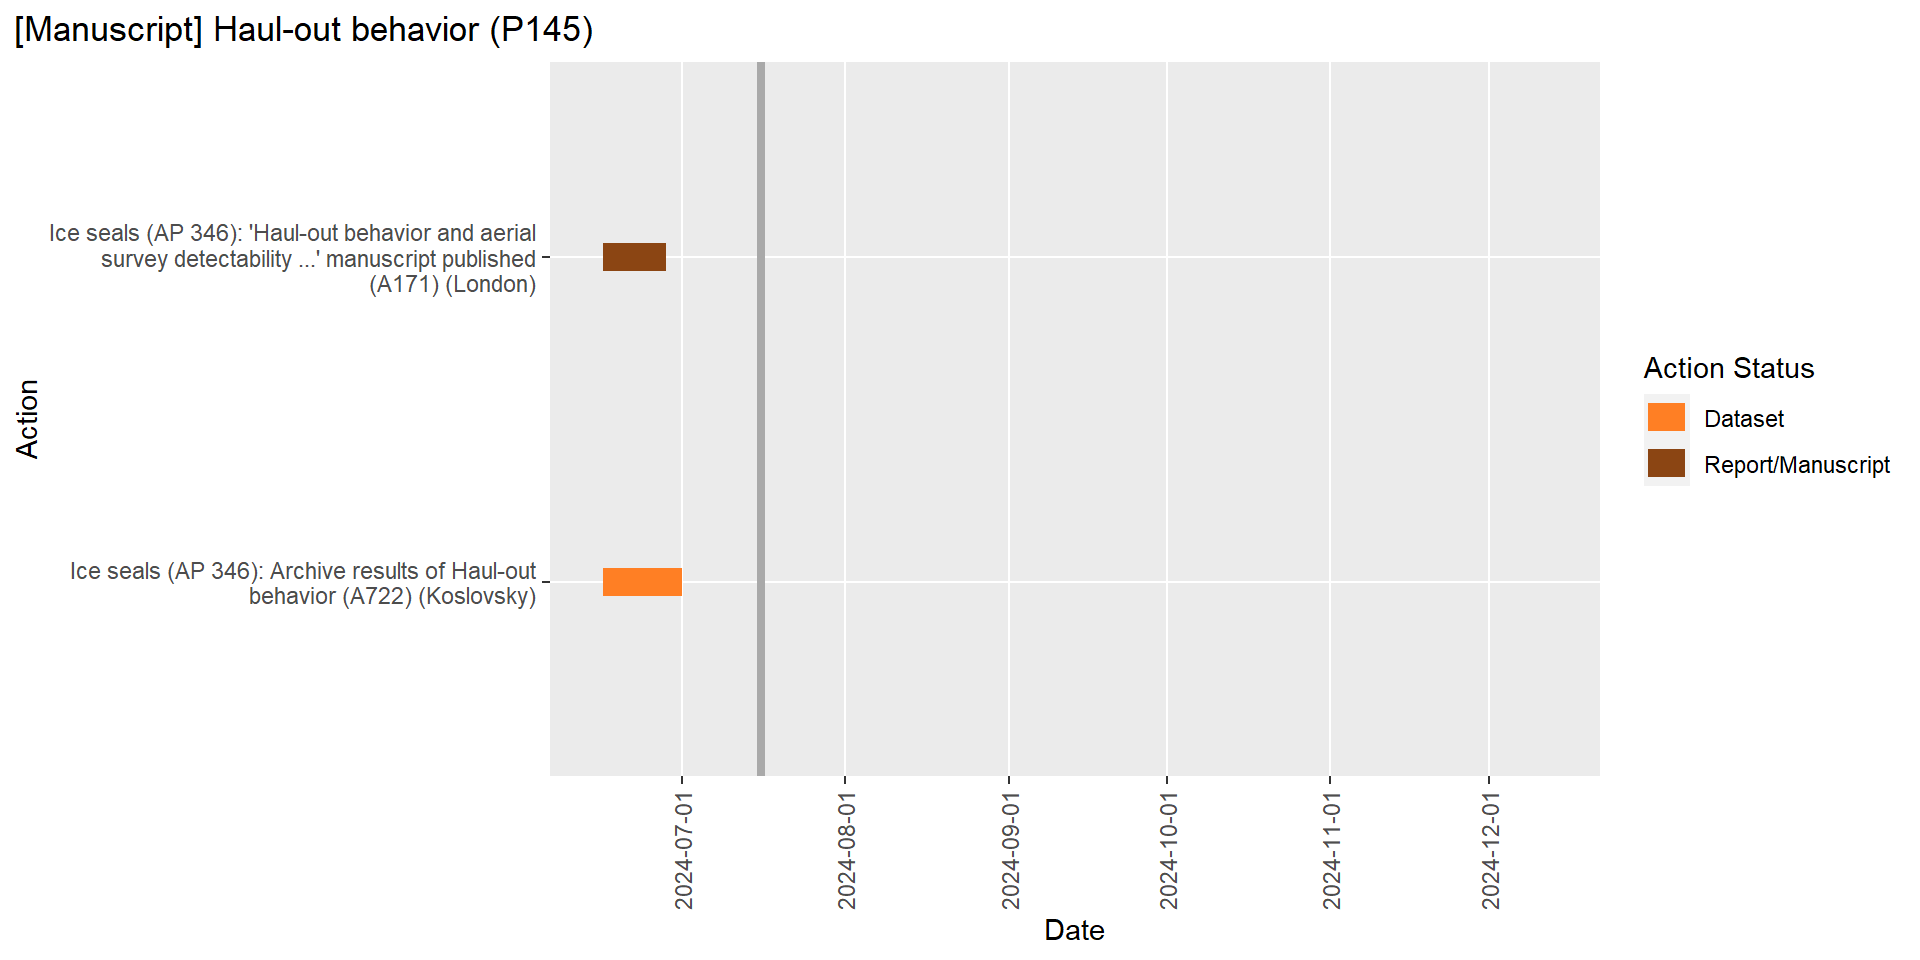 [Manuscript] Haul-out behavior (P145)
Ice seals (AP 346): 'Haul-out behavior and aerial
survey detectability ...' manuscript published
(A171) (London)
Ice seals (AP 346): Archive results of Haul-out
behavior (A722) (Koslovsky)
Action
2024-07-01
2024-08-01
2024-09-01
2024-10-01
2024-11-01
2024-12-01
Date
Action Status
Dataset
Report/Manuscript